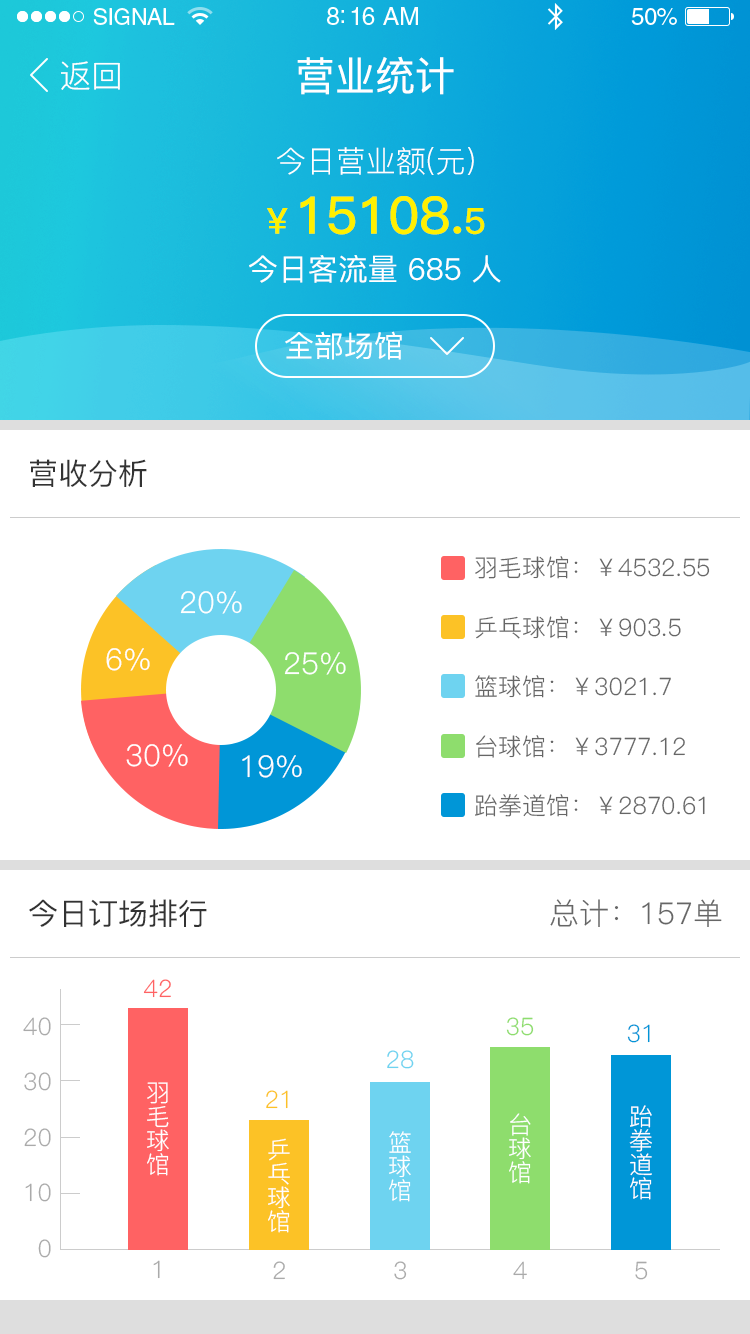 SIGNAL 8:16 AM 50%
返回 营业统计
今日营业额(元)
¥15108.5
今日客流量 685 人
全部场馆
营收分析
20%
25%
6%
30%
19%
羽毛球馆：￥4532.55
乒乓球馆：￥903.5
篮球馆：￥3021.7
台球馆：￥3777.12
跆拳道馆：￥2870.61
今日订场排行 总计：157单
42
21
28
35
31
40
30
20
10
0
羽毛球馆
乒乓球馆
篮球馆
台球馆
跆拳道馆
1 2 3 4 5